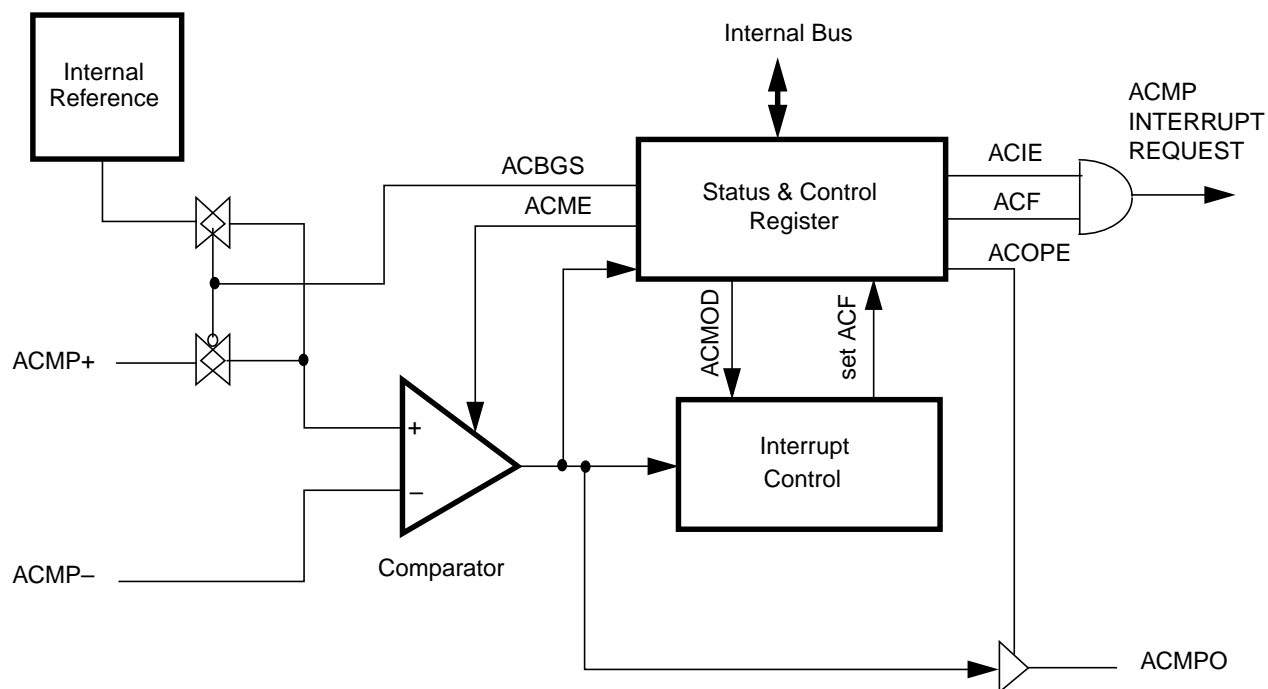 Internal Bus
Internal
Reference
ACMP
INTERRUPT
REQUEST
ACBGS
ACME
Status & Control
Register
ACIE
ACF
ACOPE
ACMOD
set ACF
ACMP+
+
−
Comparator
Interrupt
Control
ACMP−
ACMPO